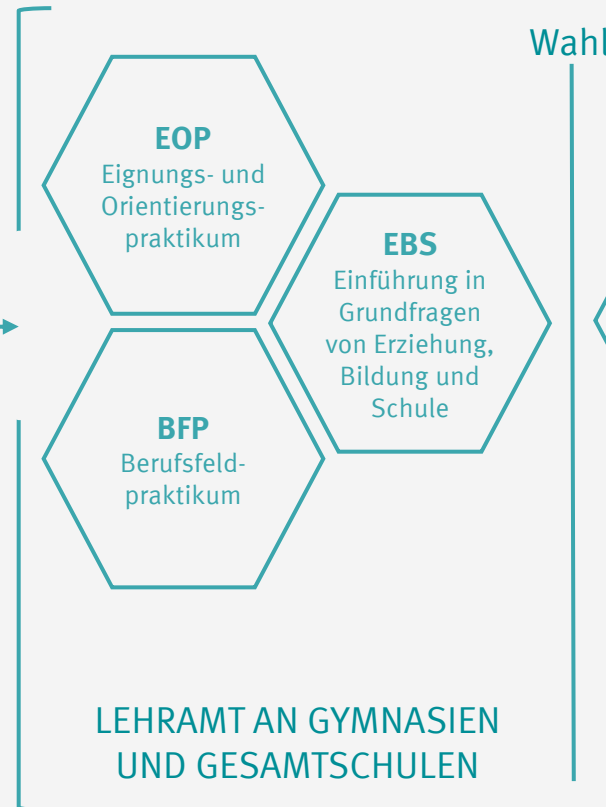 Wahl
EOP
Eignungs- und
Orientierungs-
praktikum
EBS
Einführung in
Grundfragen
von Erziehung,
Bildung und
Schule
BFP
Berufsfeld-
praktikum
LEHRAMT AN GYMNASIEN
UND GESAMTSCHULEN